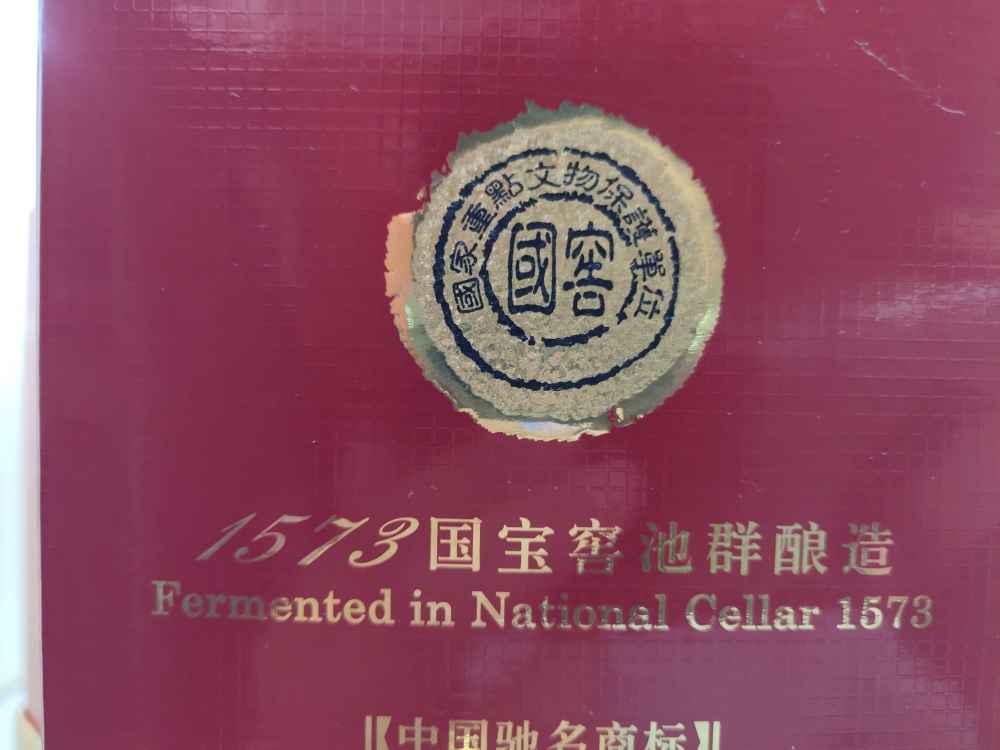 國家重點文物保護單位
國窖
1573国宝窖池群酿造
Fermented in National Cellar 1573
【中国驰名商标】